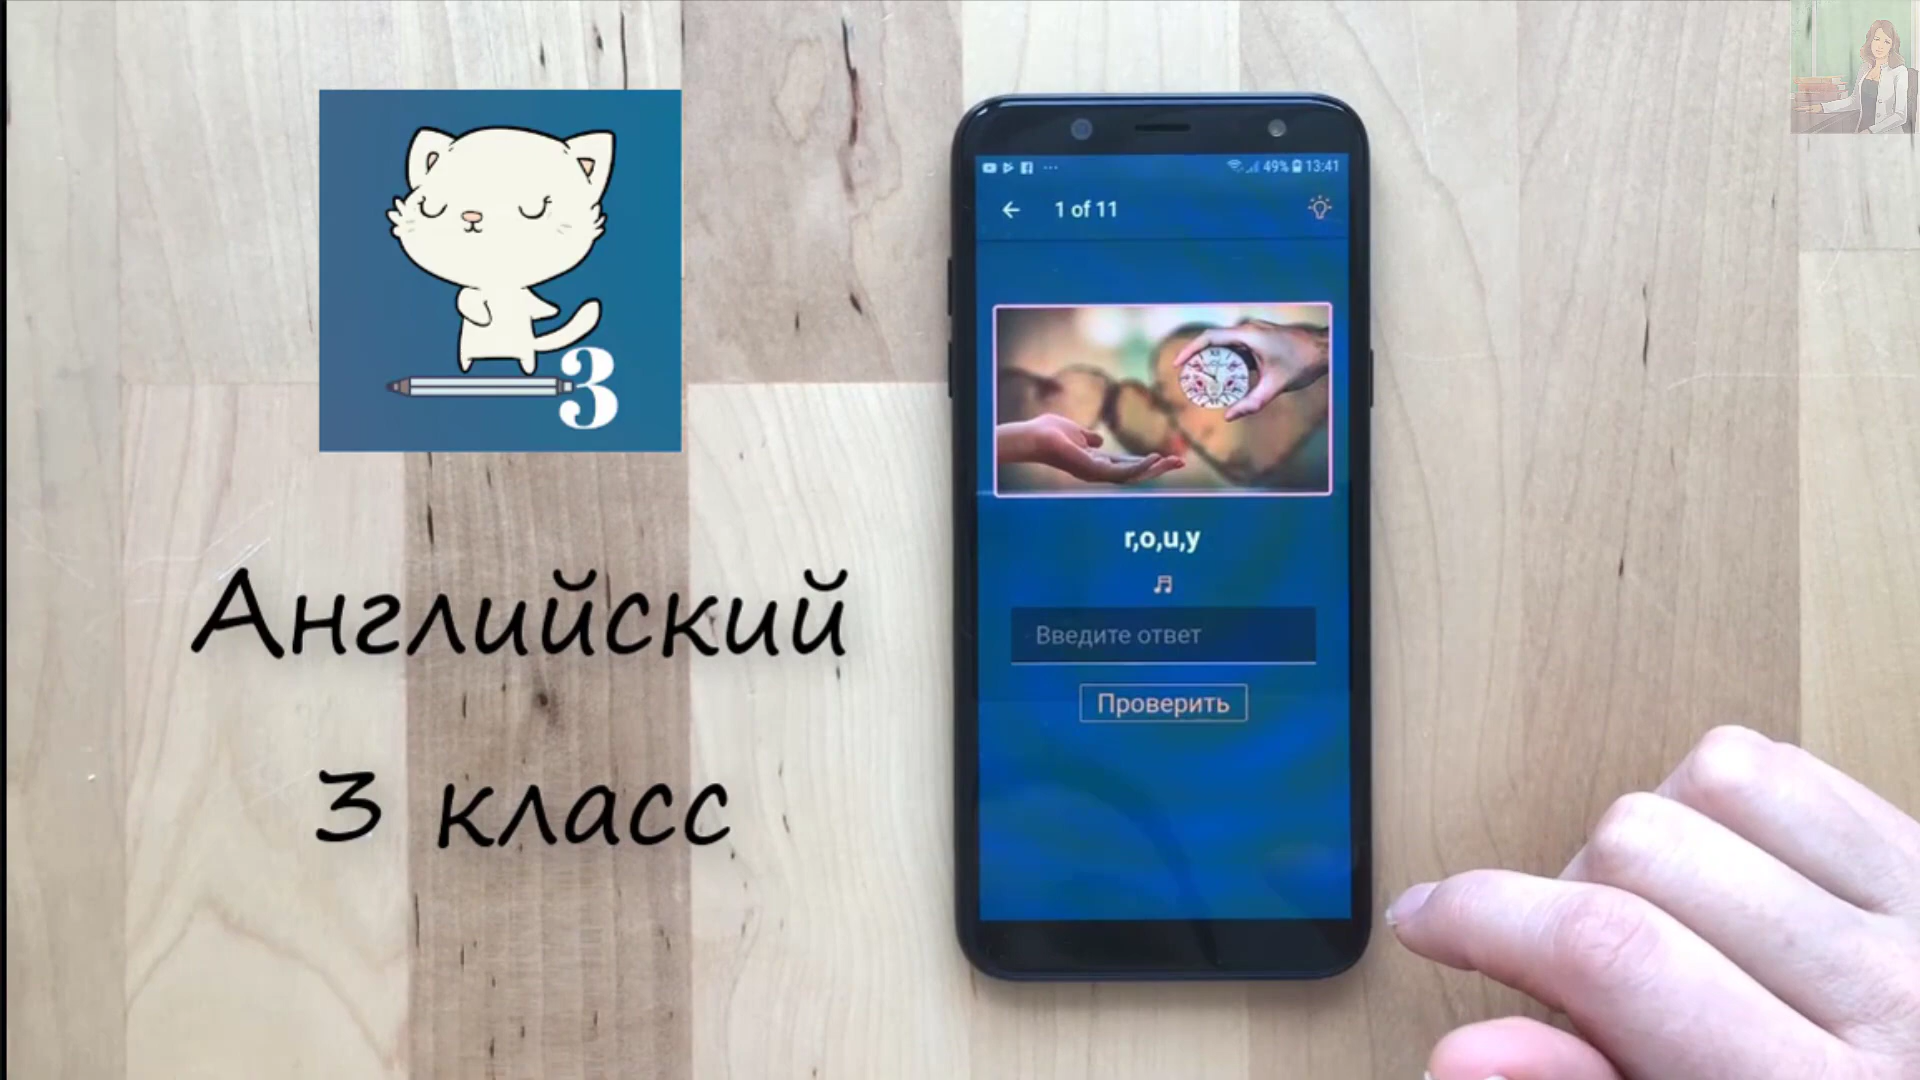 3
Английский
3 класс
49% 13:41
1 of 11
r,o,u,y
Введите ответ
Проверить